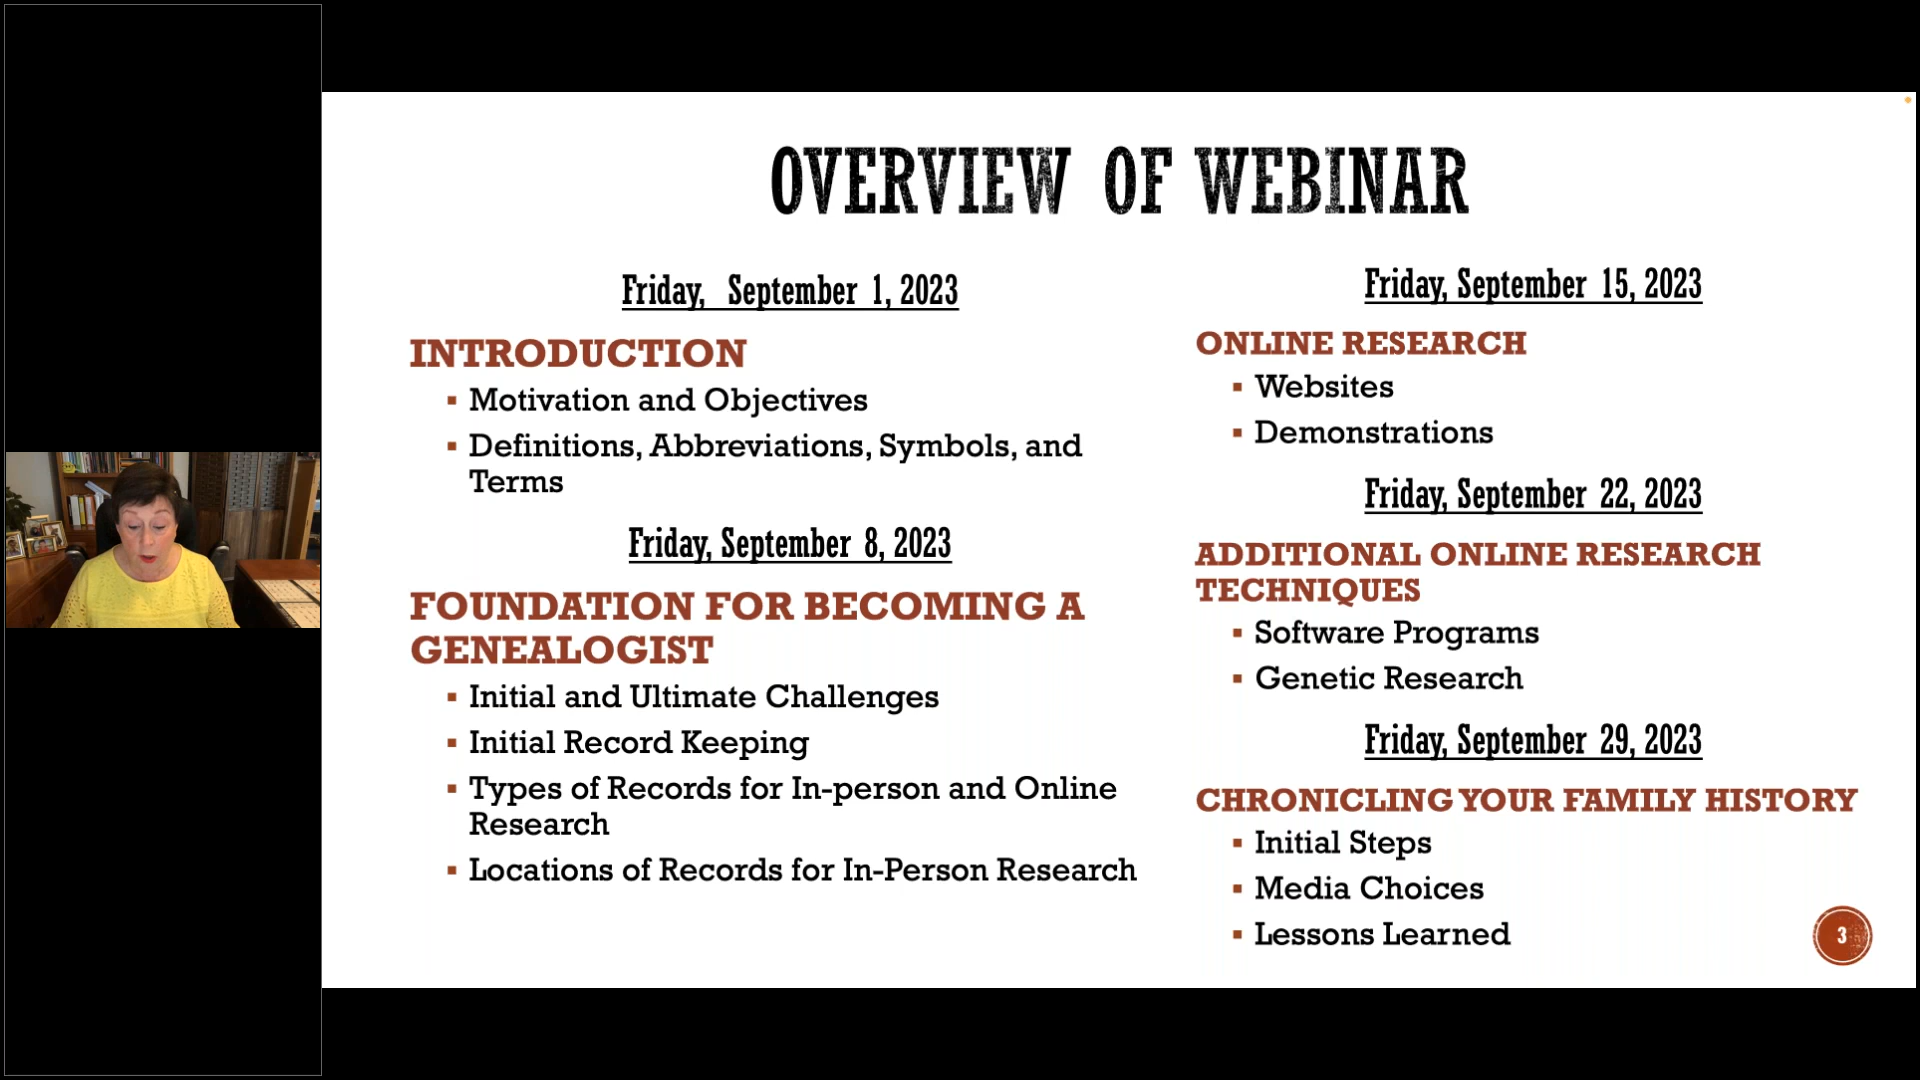 OVERVIEW OF WEBINAR
Friday, September 1, 2023
INTRODUCTION
▪ Motivation and Objectives
▪ Definitions, Abbreviations, Symbols, and
Terms
Friday, September 8, 2023
FOUNDATION FOR BECOMING A
GENEALOGIST
▪ Initial and Ultimate Challenges
▪ Initial Record Keeping
▪ Types of Records for In-person and Online
Research
▪ Locations of Records for In-Person Research
Friday, September 15, 2023
ONLINE RESEARCH
▪ Websites
▪ Demonstrations
Friday, September 22, 2023
ADDITIONAL ONLINE RESEARCH
TECHNIQUES
▪ Software Programs
▪ Genetic Research
Friday, September 29, 2023
CHRONICLING YOUR FAMILY HISTORY
▪ Initial Steps
▪ Media Choices
▪ Lessons Learned
3